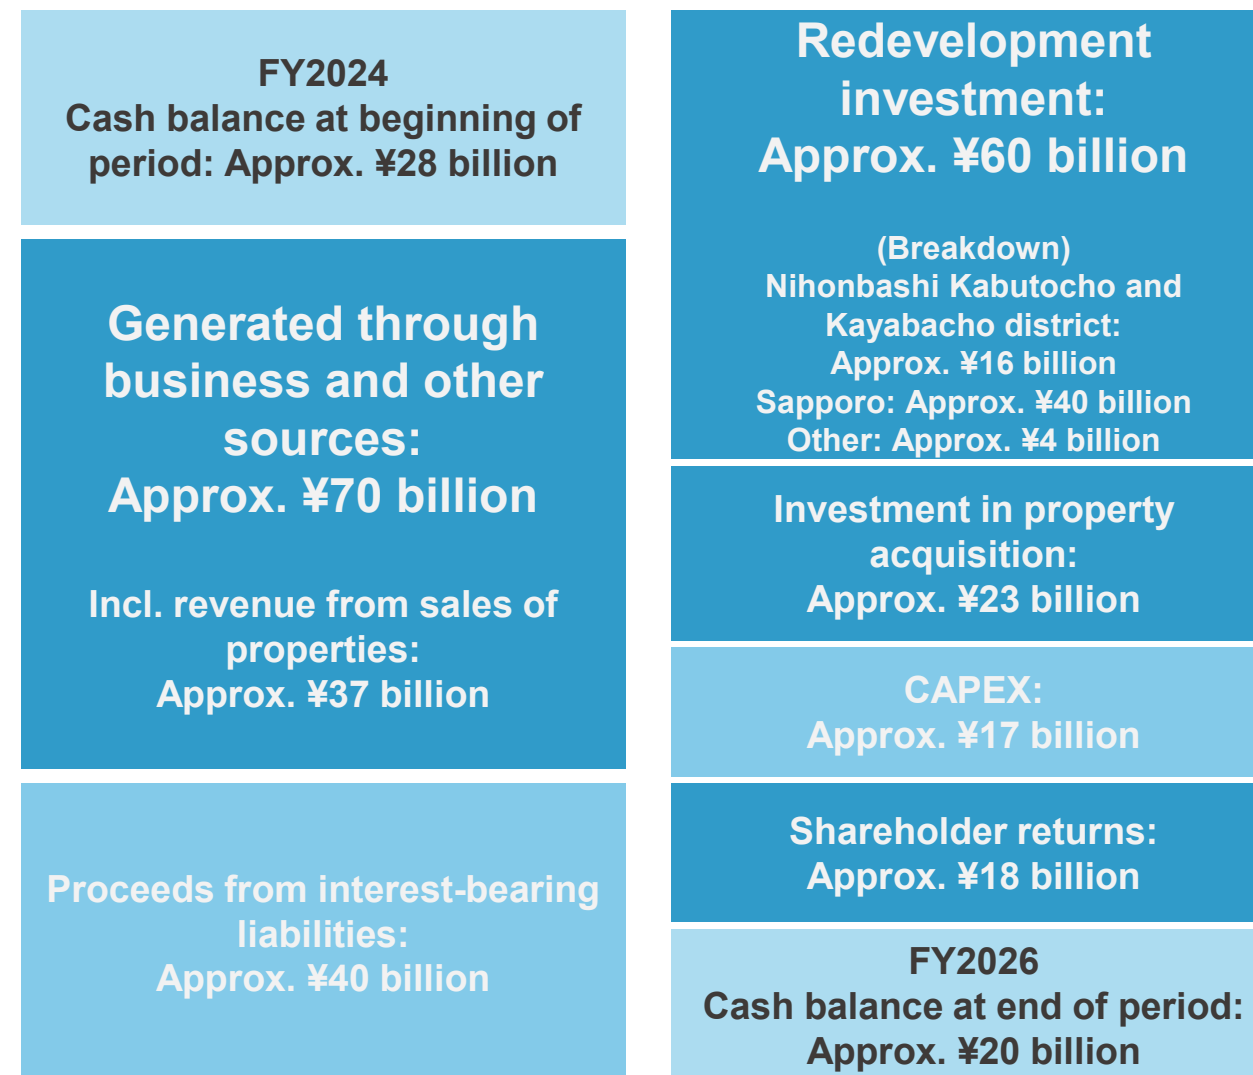 FY2024
Cash balance at beginning of
period: Approx. ¥28 billion
Generated through
business and other
sources:
Approx. ¥70 billion
Incl. revenue from sales of
properties:
Approx. ¥37 billion
Proceeds from interest-bearing
liabilities:
Approx. ¥40 billion
Redevelopment
investment:
Approx. ¥60 billion
(Breakdown)
Nihonbashi Kabutocho and
Kayabacho district:
Approx. ¥16 billion
Sapporo: Approx. ¥40 billion
Other: Approx. ¥4 billion
Investment in property
acquisition:
Approx. ¥23 billion
CAPEX:
Approx. ¥17 billion
Shareholder returns:
Approx. ¥18 billion
FY2026
Cash balance at end of period:
Approx. ¥20 billion